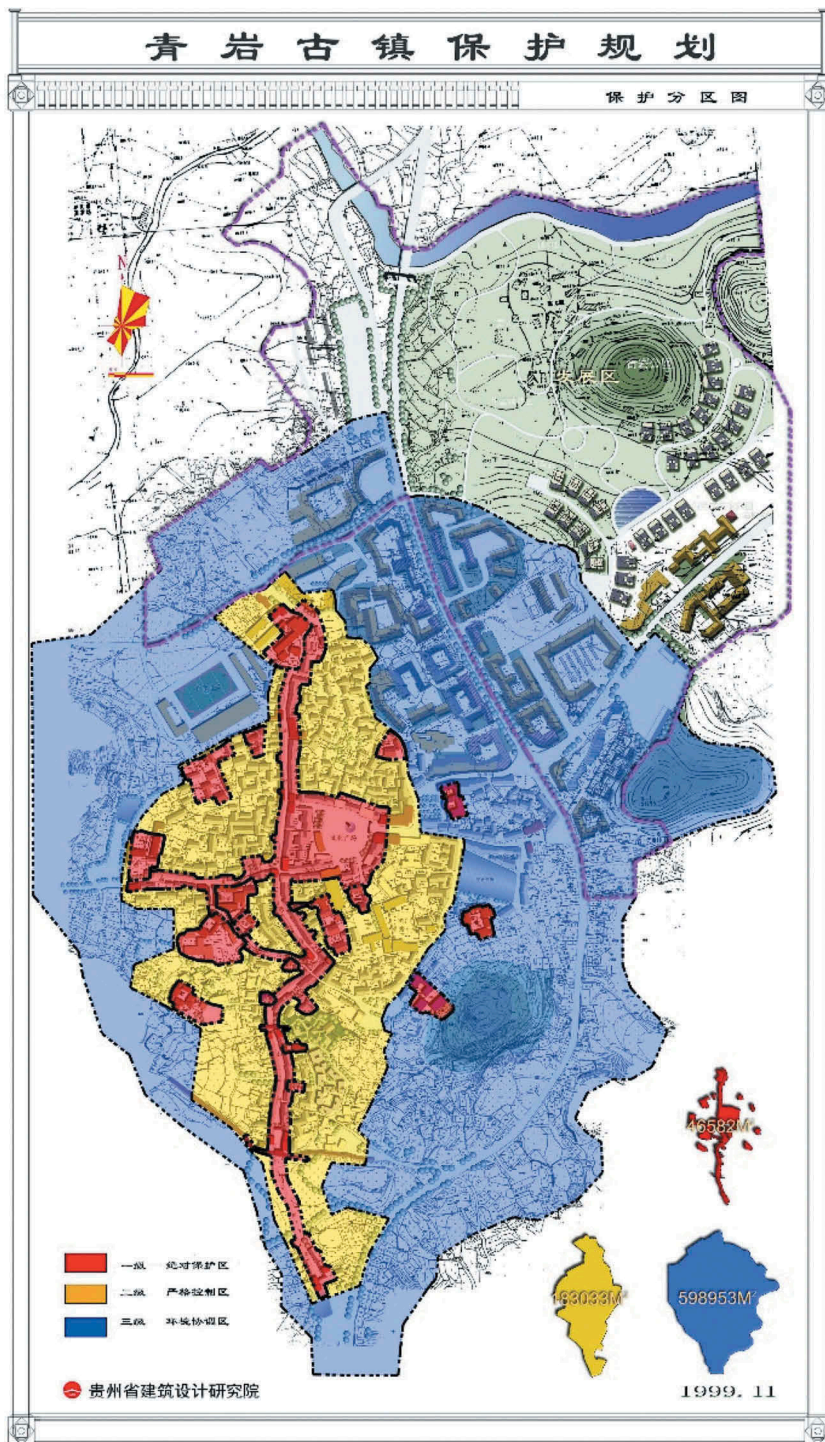 青岩古镇保护规划
保护分区图
N
发展区
46582M²
183033M²
598953M²
一级 绝对保护区
二级 严格控制区
三级 环境协调区
贵州省建筑设计研究院
1999.11